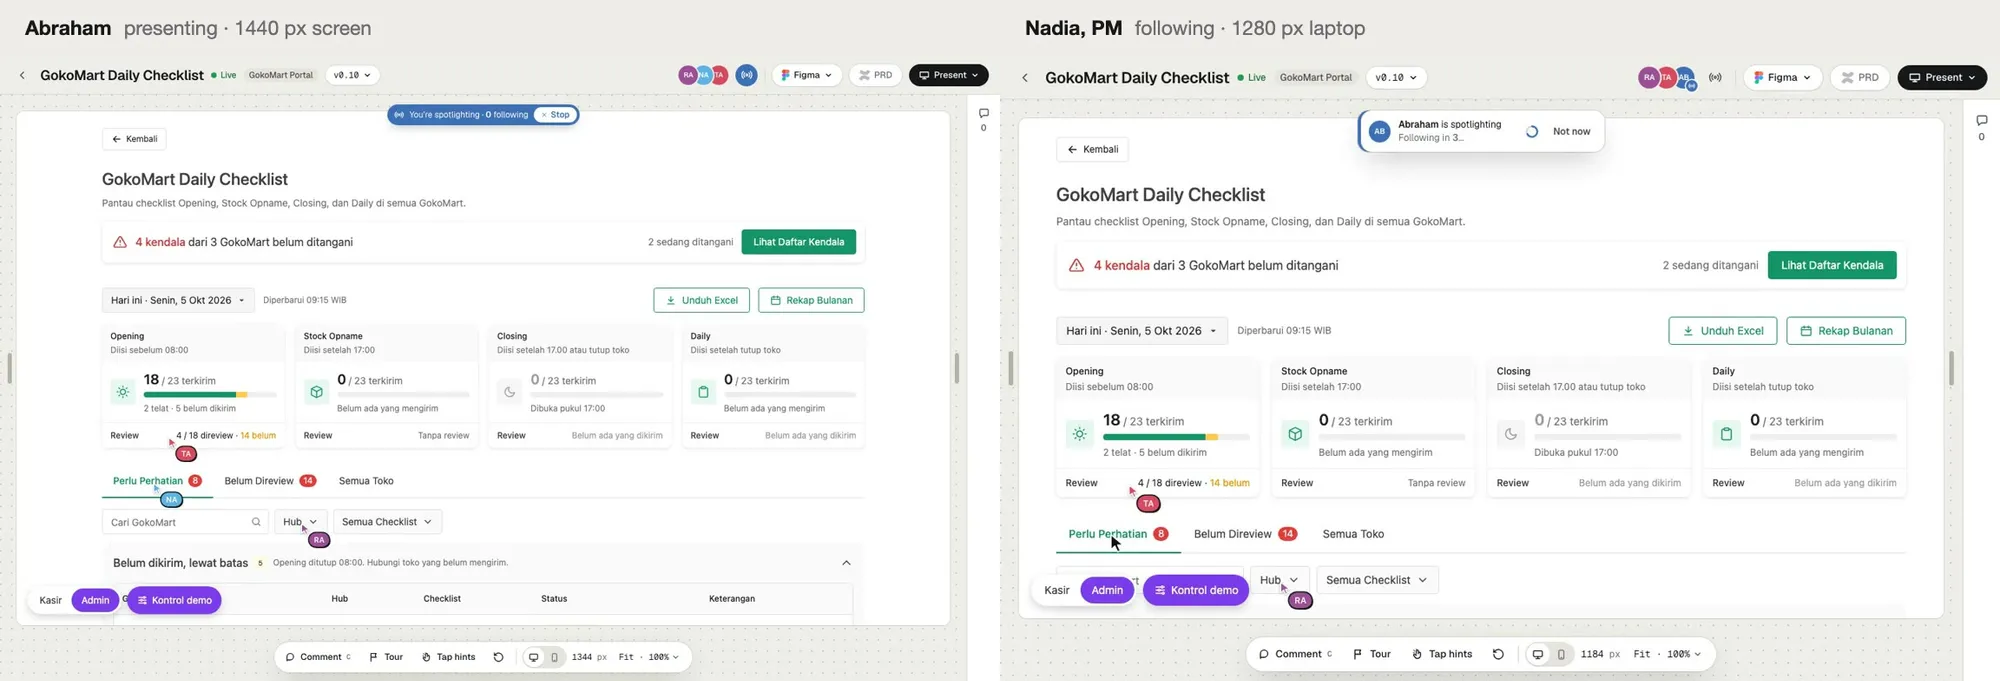 Abraham presenting · 1440 px screen
GokoMart Daily Checklist Live GokoMart Portal v0.10
RA NA TA Figma PRD Present
You're spotlighting · 0 following × Stop
0
← Kembali
GokoMart Daily Checklist
Pantau checklist Opening, Stock Opname, Closing, dan Daily di semua GokoMart.
4 kendala dari 3 GokoMart belum ditangani 2 sedang ditangani Lihat Daftar Kendala
Hari ini · Senin, 5 Okt 2026 Diperbarui 09:15 WIB Unduh Excel Rekap Bulanan
Opening
Diisi sebelum 08:00
18 / 23 terkirim
2 telat · 5 belum dikirim
Review 4 / 18 direview · 14 belum
Stock Opname
Diisi setelah 17:00
0 / 23 terkirim
Belum ada yang mengirim
Review Tanpa review
Closing
Diisi setelah 17.00 atau tutup toko
0 / 23 terkirim
Dibuka pukul 17:00
Review Belum ada yang dikirim
Daily
Diisi setelah tutup toko
0 / 23 terkirim
Belum ada yang mengirim
Review Belum ada yang dikirim
TA
Perlu Perhatian 8 Belum Direview 14 Semua Toko
NA
Cari GokoMart Hub Semua Checklist
RA
Belum dikirim, lewat batas 5 Opening ditutup 08:00. Hubungi toko yang belum mengirim.
Hub Checklist Status Keterangan
Kasir Admin Kontrol demo
Comment C Tour Tap hints 1344 px Fit · 100%
Nadia, PM following · 1280 px laptop
GokoMart Daily Checklist Live GokoMart Portal v0.10
RA TA AB Figma PRD Present
AB Abraham is spotlighting
Following in 3... Not now
0
← Kembali
GokoMart Daily Checklist
Pantau checklist Opening, Stock Opname, Closing, dan Daily di semua GokoMart.
4 kendala dari 3 GokoMart belum ditangani 2 sedang ditangani Lihat Daftar Kendala
Hari ini · Senin, 5 Okt 2026 Diperbarui 09:15 WIB Unduh Excel Rekap Bulanan
Opening
Diisi sebelum 08:00
18 / 23 terkirim
2 telat · 5 belum dikirim
Review 4 / 18 direview · 14 belum
Stock Opname
Diisi setelah 17:00
0 / 23 terkirim
Belum ada yang mengirim
Review Tanpa review
Closing
Diisi setelah 17.00 atau tutup toko
0 / 23 terkirim
Dibuka pukul 17:00
Review Belum ada yang dikirim
Daily
Diisi setelah tutup toko
0 / 23 terkirim
Belum ada yang mengirim
Review Belum ada yang dikirim
TA
Perlu Perhatian 8 Belum Direview 14 Semua Toko
Hub Semua Checklist
RA
Kasir Admin Kontrol demo
Comment C Tour Tap hints 1184 px Fit · 100%